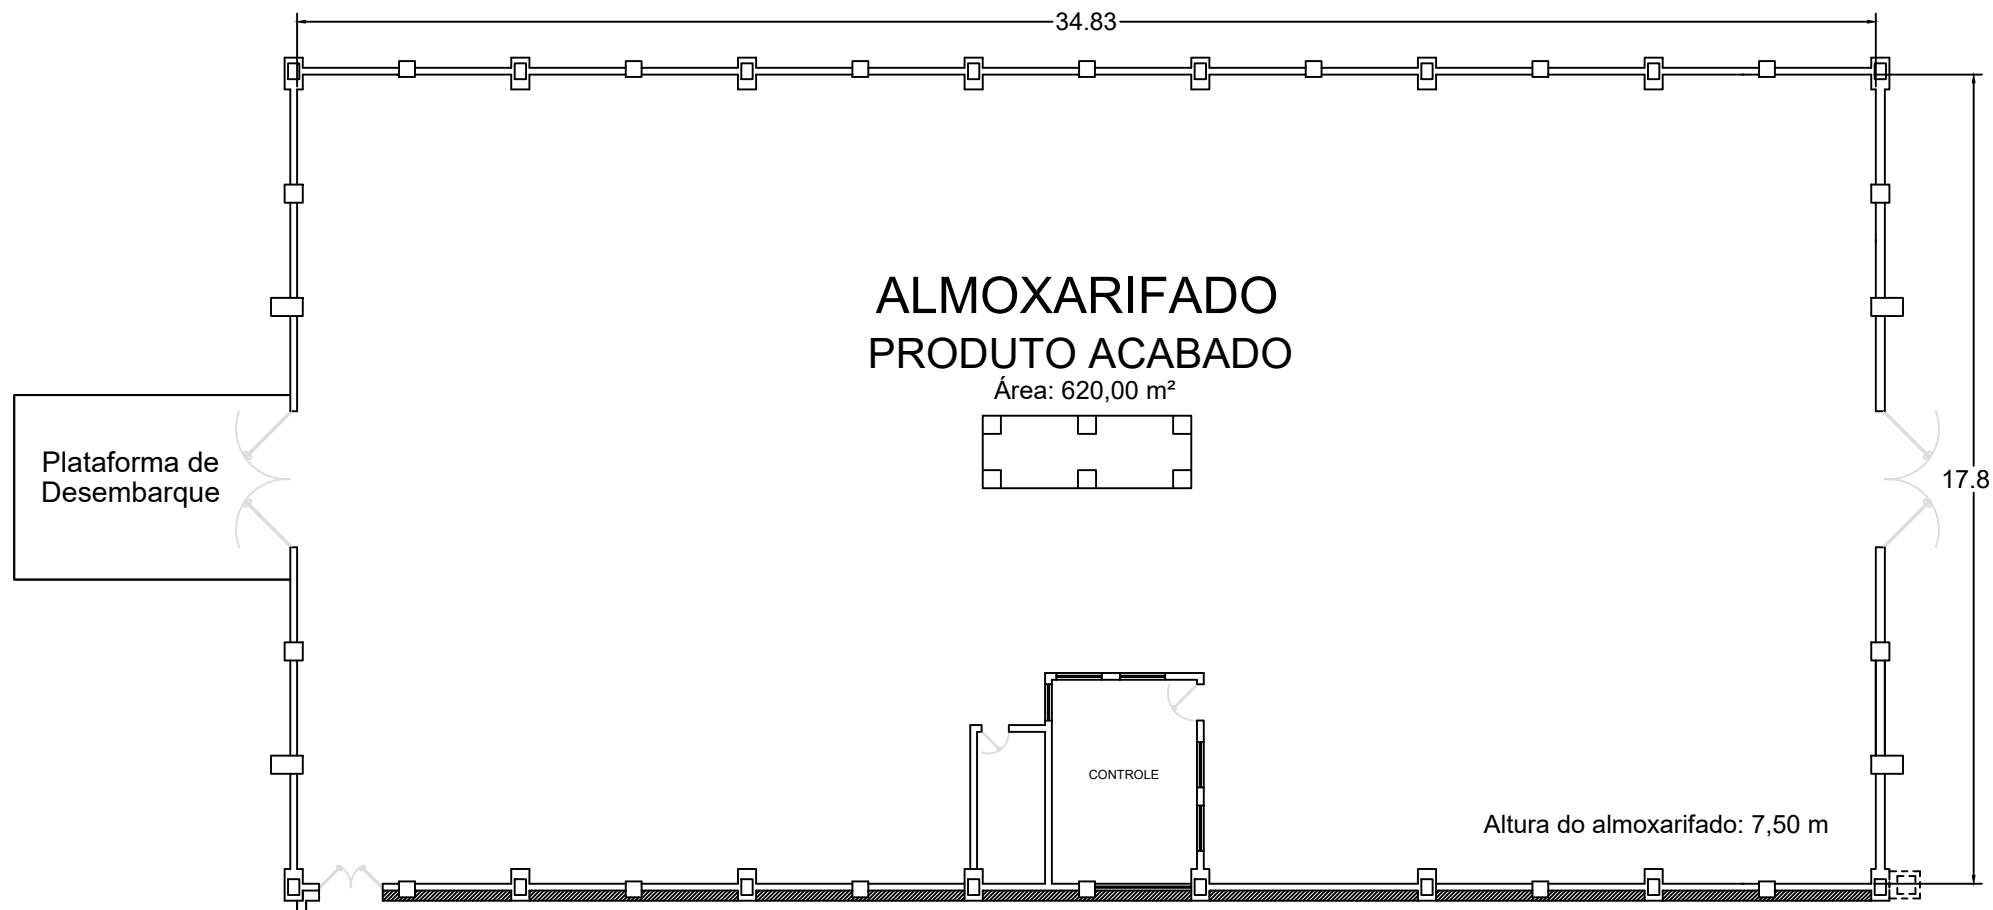 34.83
ALMOXARIFADO
PRODUTO ACABADO
Área: 620,00 m²
Plataforma de
Desembarque
17.8
CONTROLE
Altura do almoxarifado: 7,50 m